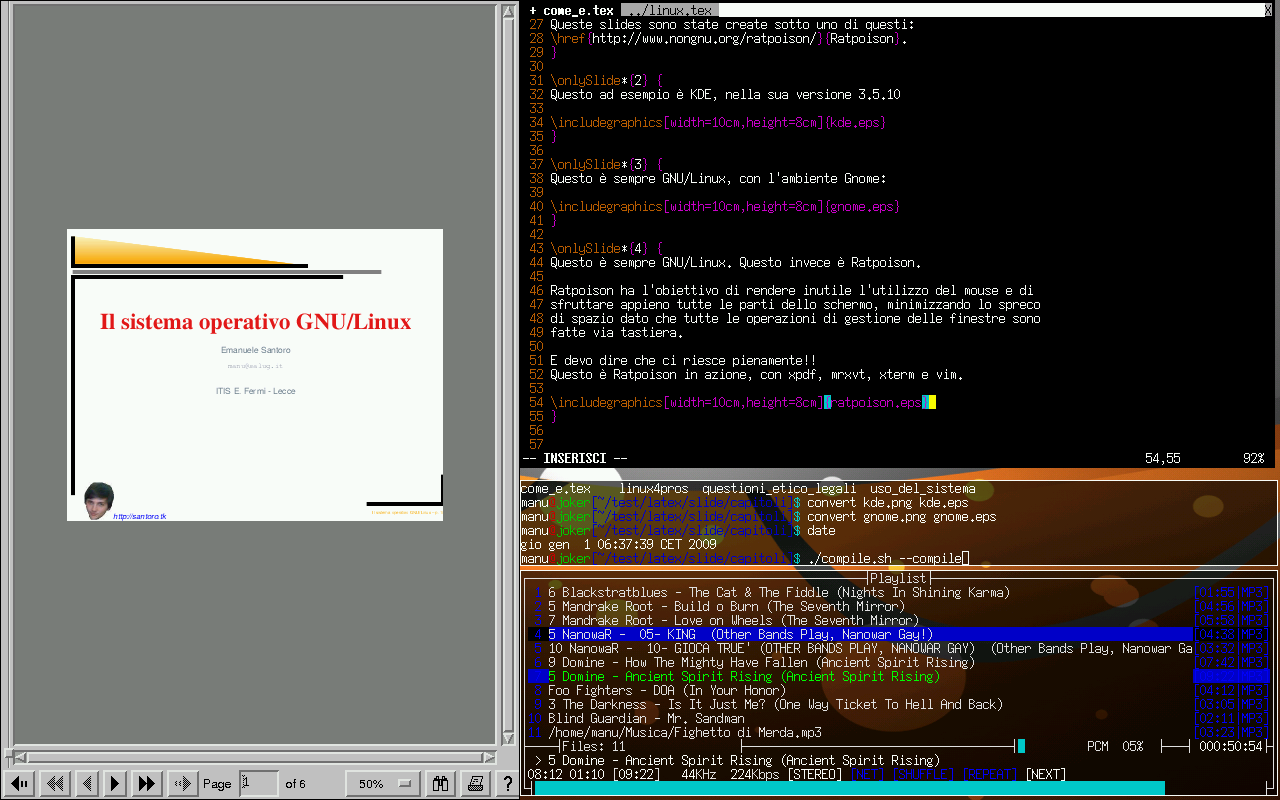 Il sistema operativo GNU/Linux
Emanuele Santoro
manu@salug.it
ITIS E. Fermi - Lecce
http://santoro.tk
Page 1 of 6 50% ?
+ come_e.tex ../linux.tex X
27 Queste slides sono state create sotto uno di questi:
28 \href{http://www.nongnu.org/ratpoison/}{Ratpoison}.
29 }
30
31 \onlySlide*{2} {
32 Questo ad esempio è KDE, nella sua versione 3.5.10
33
34 \includegraphics[width=10cm,height=8cm]{kde.eps}
35 }
36
37 \onlySlide*{3} {
38 Questo è sempre GNU/Linux, con l'ambiente Gnome:
39
40 \includegraphics[width=10cm,height=8cm]{gnome.eps}
41 }
42
43 \onlySlide*{4} {
44 Questo è sempre GNU/Linux. Questo invece è Ratpoison.
45
46 Ratpoison ha l'obiettivo di rendere inutile l'utilizzo del mouse e di
47 sfruttare appieno tutte le parti dello schermo, minimizzando lo spreco
48 di spazio dato che tutte le operazioni di gestione delle finestre sono
49 fatte via tastiera.
50
51 E devo dire che ci riesce pienamente!!
52 Questo è Ratpoison in azione, con xpdf, mrxvt, xterm e vim.
53
54 \includegraphics[width=10cm,height=8cm]{ratpoison.eps}
55 }
56
57
-- INSERISCI -- 54,55 92%
come_e.tex linux4pros questioni_etico_legali uso_del_sistema
manu@joker[~/test/latex/slide/capitoli]$ convert kde.png kde.eps
manu@joker[~/test/latex/slide/capitoli]$ convert gnome.png gnome.eps
manu@joker[~/test/latex/slide/capitoli]$ date
gio gen 1 06:37:39 CET 2009
manu@joker[~/test/latex/slide/capitoli]$ ./compile.sh --compile
Playlist
1 6 Blackstratblues - The Cat & The Fiddle (Nights In Shining Karma) [MP3]
2 5 Mandrake Root - Build o Burn (The Seventh Mirror) [MP3]
3 7 Mandrake Root - Love on Wheels (The Seventh Mirror) [MP3]
4 5 NanowaR - 05- KING (Other Bands Play, Nanowar Gay!) [04:33|MP3]
5 10 NanowaR - 10- GIOCA TRUE' (OTHER BANDS PLAY, NANOWAR GAY) (Other Bands Play, Nanowar Ga [03:32|MP3]
6 9 Domine - How The Mighty Have Fallen (Ancient Spirit Rising) [07:42|MP3]
7 5 Domine - Ancient Spirit Rising (Ancient Spirit Rising)
8 Foo Fighters - DOA (In Your Honor) [04:12|MP3]
9 3 The Darkness - Is It Just Me? (One Way Ticket To Hell And Back) [03:05|MP3]
10 Blind Guardian - Mr. Sandman [02:11|MP3]
11 /home/manu/Musica/Fighetto di Merda.mp3 [03:23|MP3]
Files: 11 PCM 05% 000:50:54
> 5 Domine - Ancient Spirit Rising (Ancient Spirit Rising)
08:12 01:10 [09:22] 44KHz 224Kbps [STEREO] [NET] [SHUFFLE] [REPEAT] [NEXT]